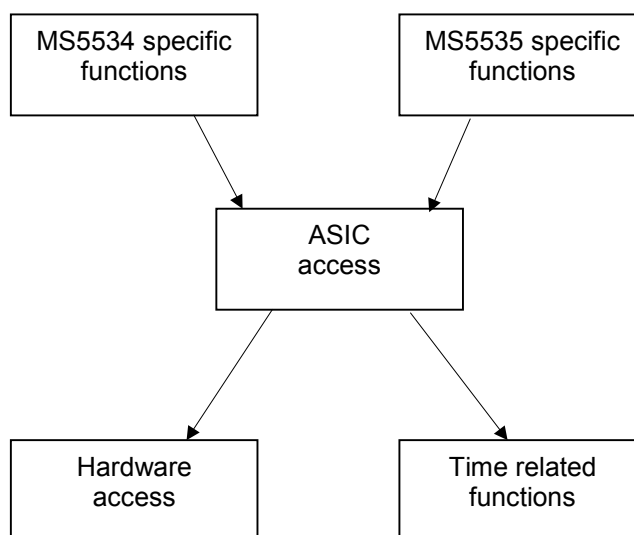 MS5534 specific
functions
MS5535 specific
functions
ASIC
access
Hardware
access
Time related
functions